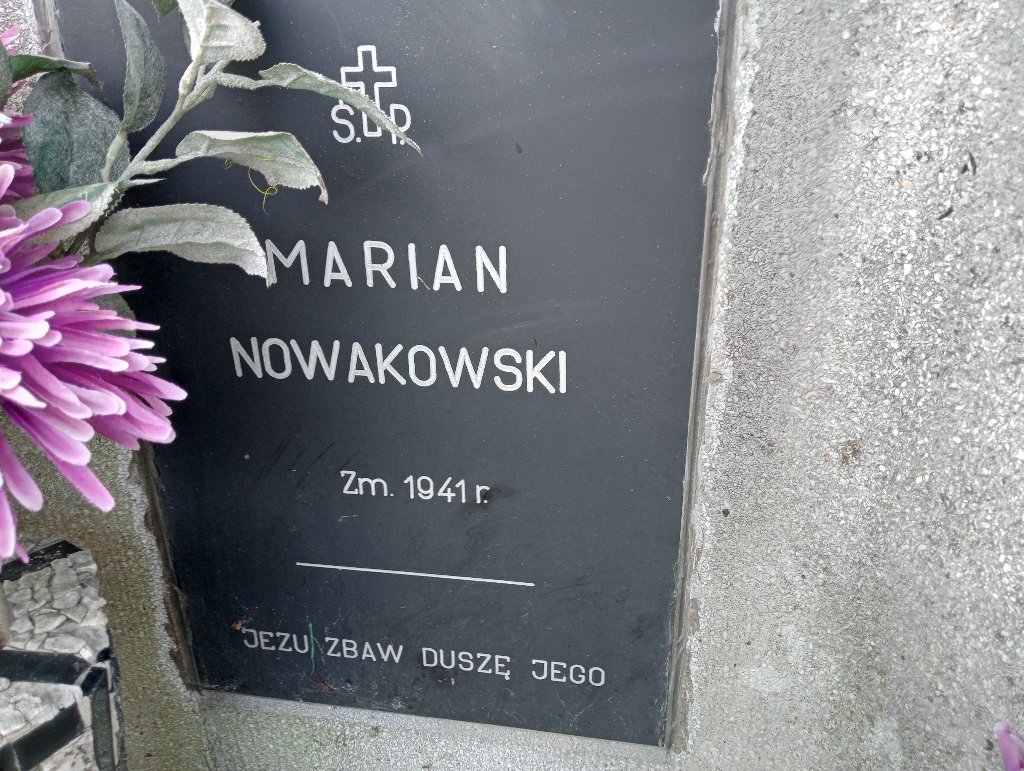 Ś. P.
MARIAN
NOWAKOWSKI
Zm. 1941 r.
JEZU ZBAW DUSZĘ JEGO